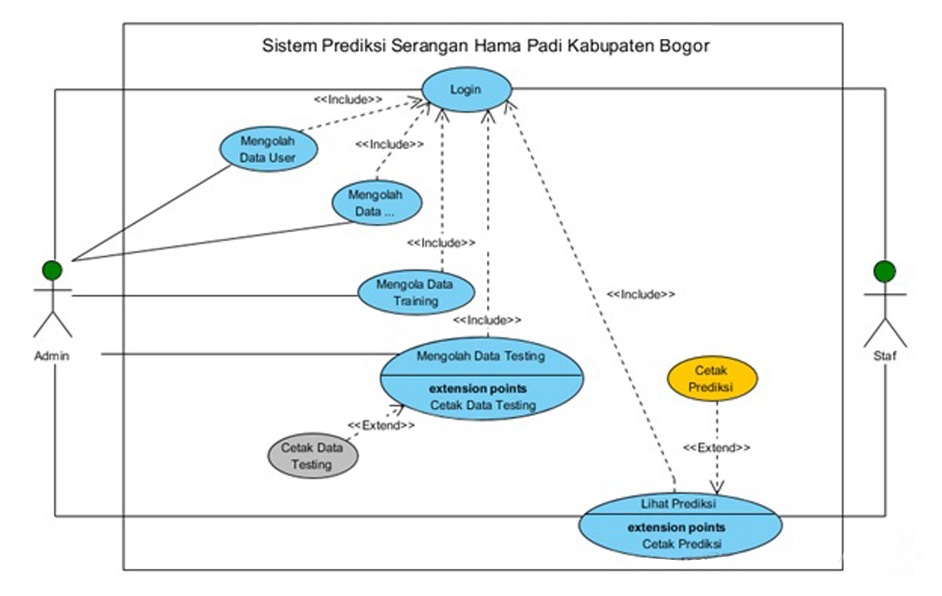 Sistem Prediksi Serangan Hama Padi Kabupaten Bogor
Login
<<Include>>
Mengolah
Data User
<<Include>>
Mengolah
Data ...
<<Include>>
Mengola Data
Training
<<Include>>
<<Include>>
Admin
Staf
Mengolah Data Testing
extension points
Cetak Data Testing
Cetak
Prediksi
<<Extend>>
Cetak Data
Testing
<<Extend>>
Lihat Prediksi
extension points
Cetak Prediksi